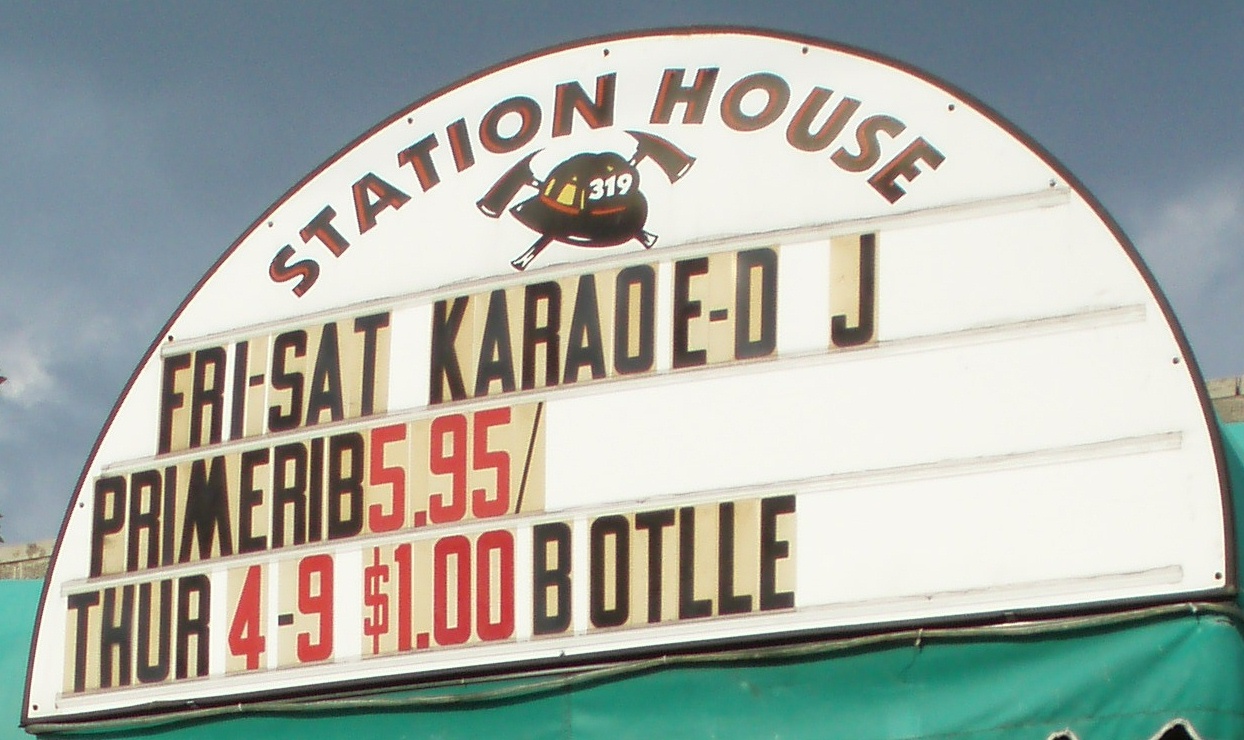 STATION HOUSE
319
FRI-SAT KARAOE-D J
PRIMERIB5.95/
THUR 4-9 $1.00 BOTLLE